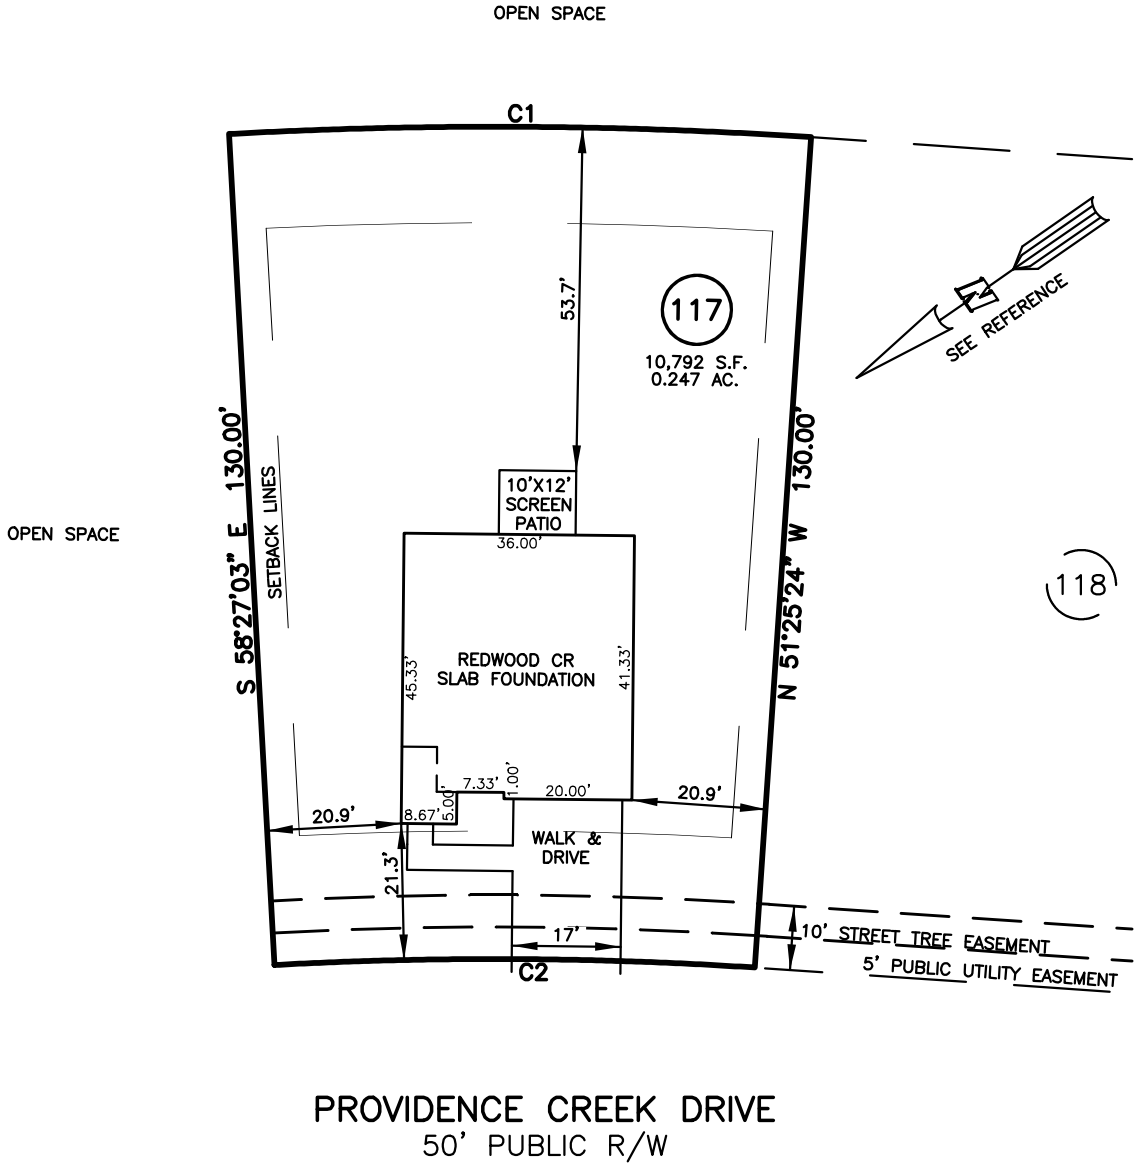 OPEN SPACE
C1
53.7'
117
10,792 S.F.
0.247 AC.
N
SEE REFERENCE
S 58°27'03" E 130.00'
SETBACK LINES
N 51°25'24" W 130.00'
OPEN SPACE
10'X12'
SCREEN
PATIO
36.00'
118
45.33'
REDWOOD CR
SLAB FOUNDATION
41.33'
7.33'
1.00'
20.00'
5.00'
8.67'
20.9'
20.9'
21.3'
WALK &
DRIVE
17'
10' STREET TREE EASEMENT
5' PUBLIC UTILITY EASEMENT
C2
PROVIDENCE CREEK DRIVE
50' PUBLIC R/W